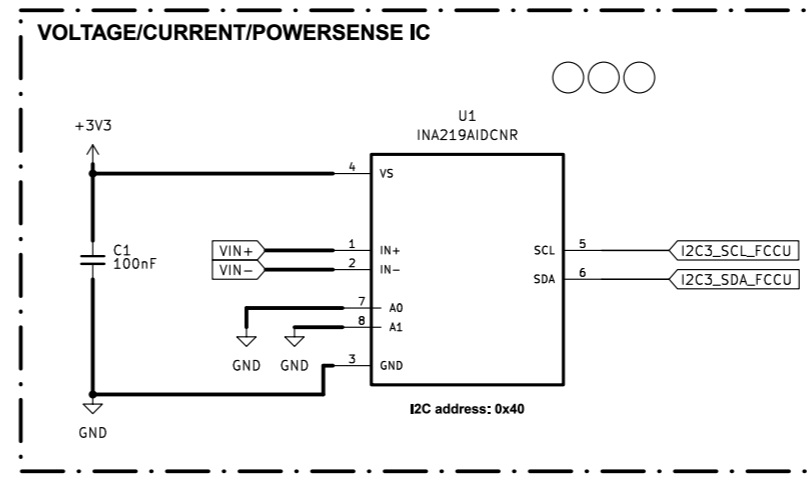 VOLTAGE/CURRENT/POWERSENSE IC
U1
INA219AIDCNR
+3V3
4
VS
C1
100nF
VIN+
1
IN+
VIN-
2
IN-
SCL
5
I2C3_SCL_FCCU
SDA
6
I2C3_SDA_FCCU
7
A0
8
A1
GND
GND
3
GND
I2C address: 0x40
GND